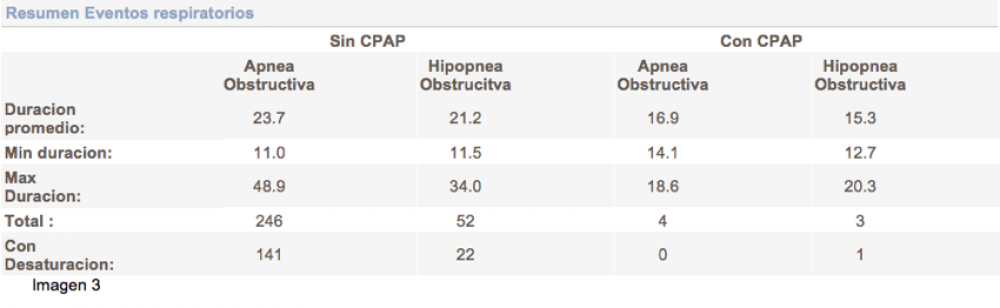 Resumen Eventos respiratorios
Sin CPAP Con CPAP
Apnea Hipopnea Apnea Hipopnea
Obstructiva Obstrucitva Obstructiva Obstructiva
Duracion
promedio: 23.7 21.2 16.9 15.3
Min duracion: 11.0 11.5 14.1 12.7
Max
Duracion: 48.9 34.0 18.6 20.3
Total : 246 52 4 3
Con
Desaturacion: 141 22 0 1
Imagen 3